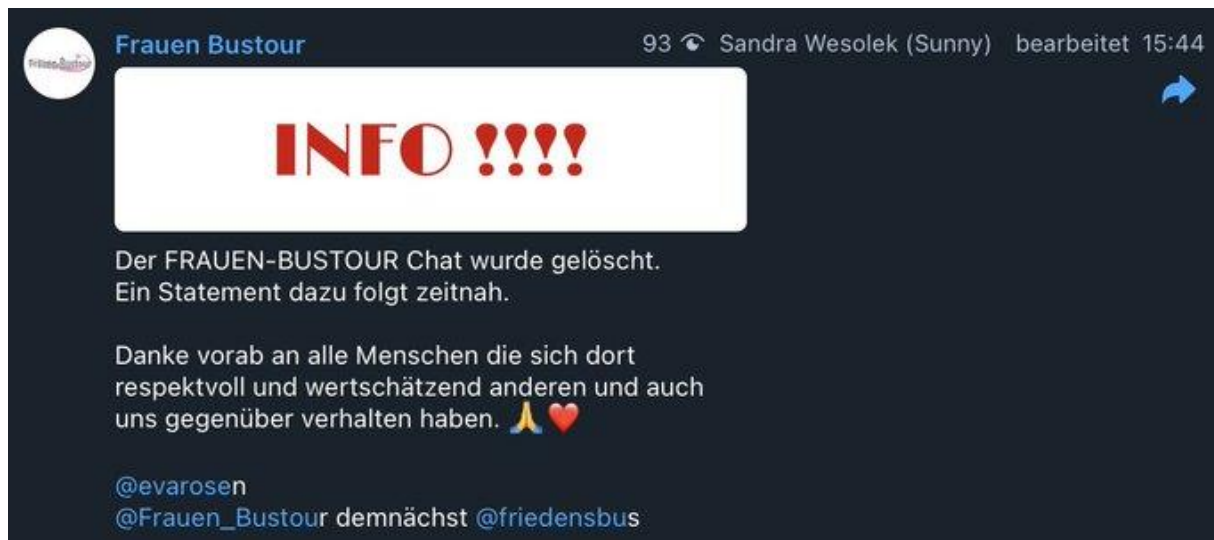 Frauen Bustour 93 Sandra Wesolek (Sunny) bearbeitet 15:44
INFO !!!!
Der FRAUEN-BUSTOUR Chat wurde gelöscht.
Ein Statement dazu folgt zeitnah.
Danke vorab an alle Menschen die sich dort
respektvoll und wertschätzend anderen und auch
uns gegenüber verhalten haben. 🙏❤️
@evarosen
@Frauen_Bustour demnächst @friedensbus